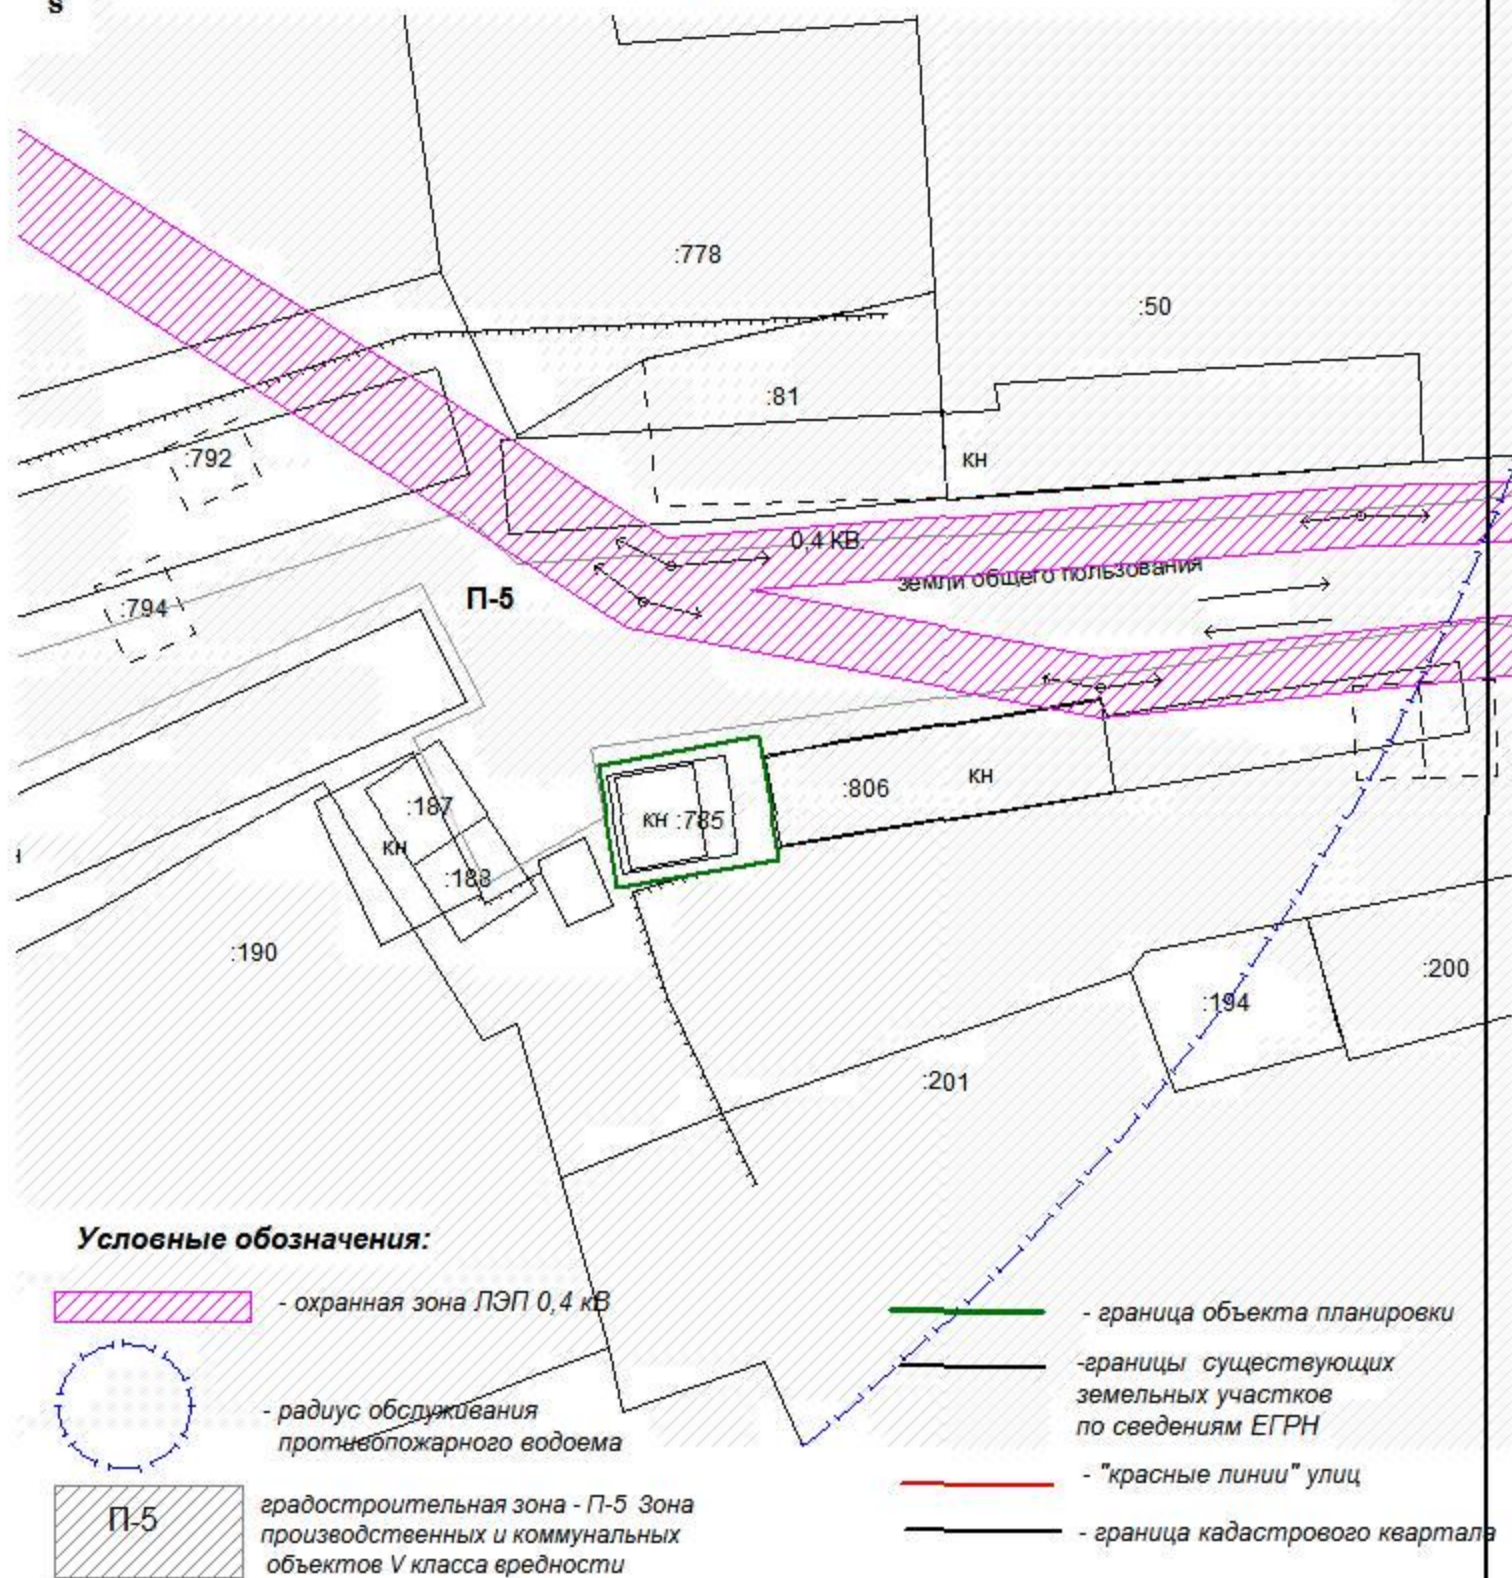 s
:778
:50
:81
:792
кн
0,4 КВ.
земли общего пользования
:794
П-5
:187
кн
:188
кн :785
:806
кн
:190
:200
:194
:201
Условные обозначения:
- охранная зона ЛЭП 0,4 кВ
- радиус обслуживания
противопожарного водоема
П-5
градостроительная зона - П-5 Зона
производственных и коммунальных
объектов V класса вредности
- граница объекта планировки
-границы существующих
земельных участков
по сведениям ЕГРН
- "красные линии" улиц
- граница кадастрового квартала